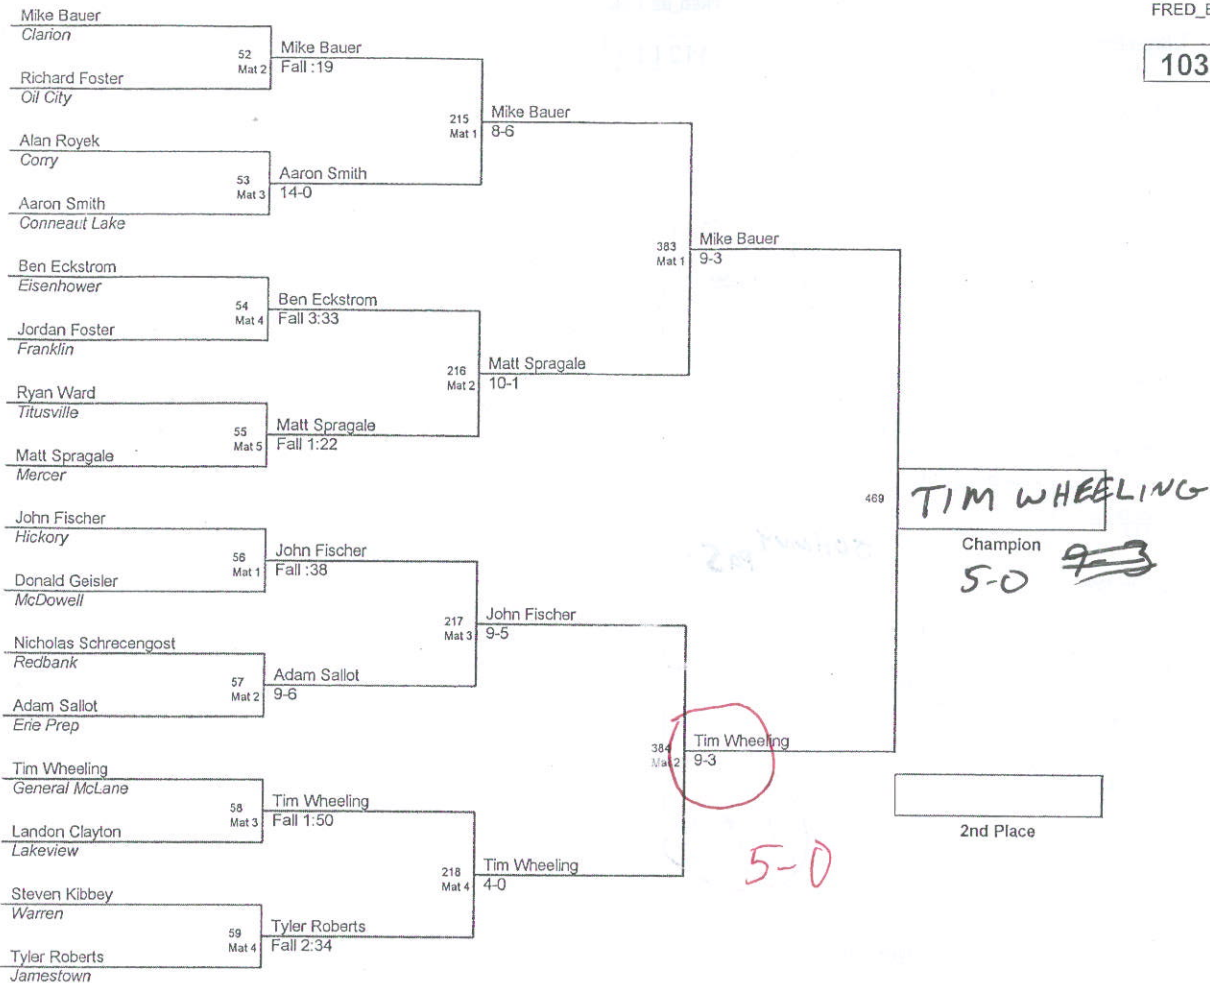 FRED_E
103
Mike Bauer
Clarion
52
Mat 2
Mike Bauer
Fall :19
Richard Foster
Oil City
215
Mat 1
Mike Bauer
8-6
Alan Royek
Corry
53
Mat 3
Aaron Smith
14-0
Aaron Smith
Conneaut Lake
383
Mat 1
Mike Bauer
9-3
Ben Eckstrom
Eisenhower
54
Mat 4
Ben Eckstrom
Fall 3:33
Jordan Foster
Franklin
216
Mat 2
Matt Spragale
10-1
Ryan Ward
Titusville
55
Mat 5
Matt Spragale
Fall 1:22
Matt Spragale
Mercer
469
TIM WHEELING
Champion
5-0 9-3
John Fischer
Hickory
56
Mat 1
John Fischer
Fall :38
Donald Geisler
McDowell
217
Mat 3
John Fischer
9-5
Nicholas Schrecengost
Redbank
57
Mat 2
Adam Sallot
9-6
Adam Sallot
Erie Prep
384
Mat 2
Tim Wheeling
9-3
5-0
Tim Wheeling
General McLane
58
Mat 3
Tim Wheeling
Fall 1:50
Landon Clayton
Lakeview
218
Mat 4
Tim Wheeling
4-0
Steven Kibbey
Warren
59
Mat 4
Tyler Roberts
Fall 2:34
Tyler Roberts
Jamestown
2nd Place